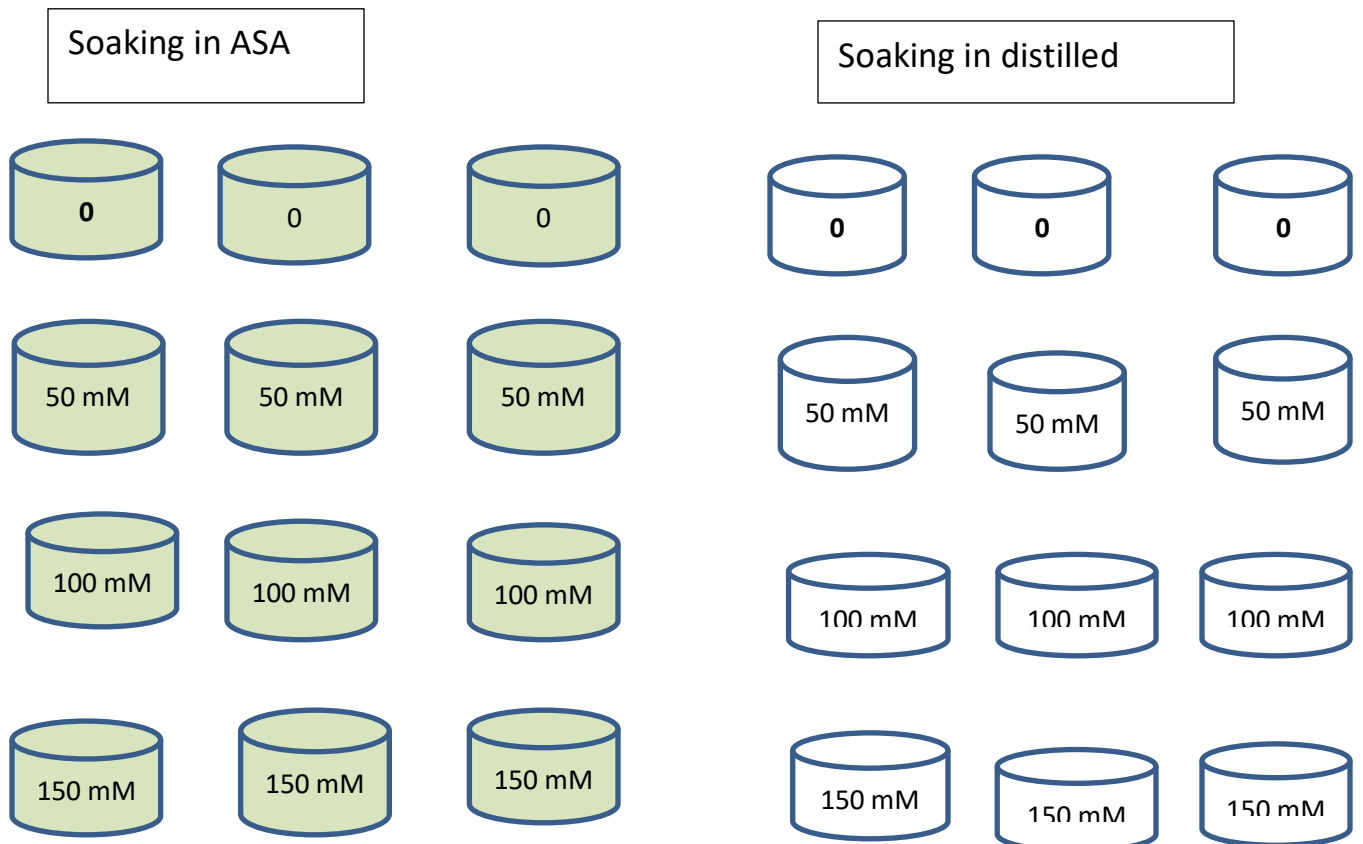 Soaking in ASA
Soaking in distilled
0 0 0 0 0 0
50 mM 50 mM 50 mM 50 mM 50 mM 50 mM
100 mM 100 mM 100 mM 100 mM 100 mM 100 mM
150 mM 150 mM 150 mM 150 mM 150 mM 150 mM